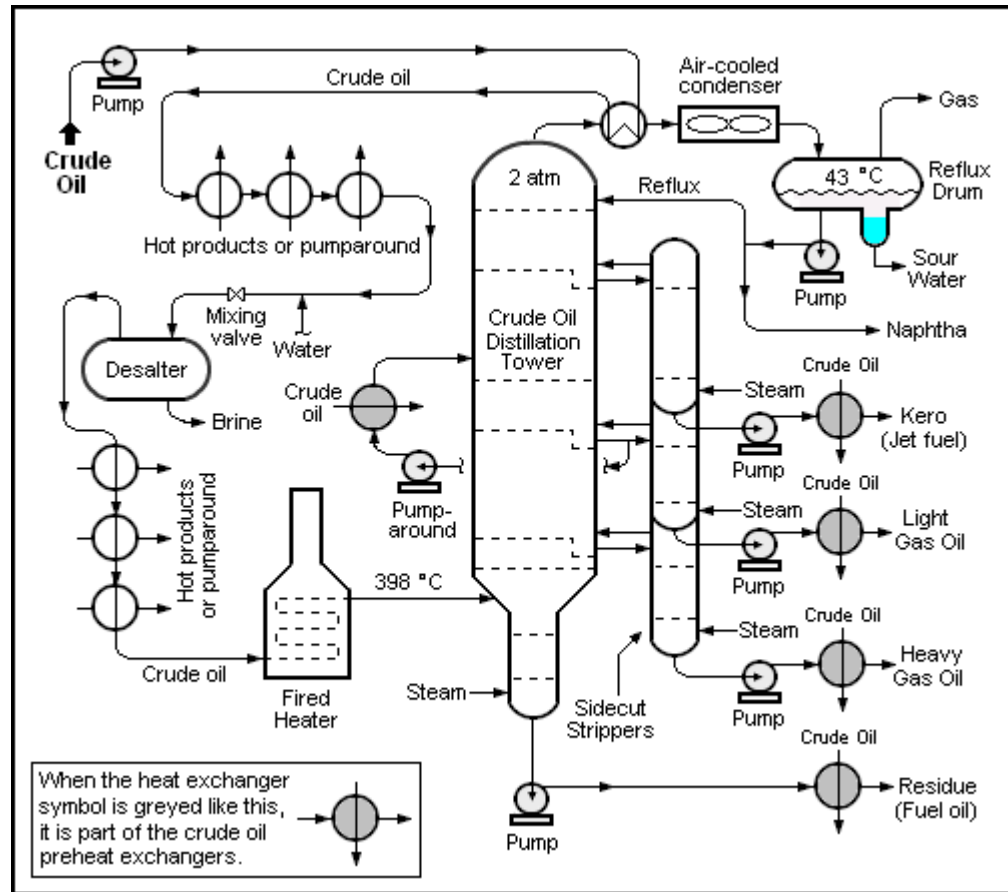 Pump
Crude
Oil
Crude oil
Air-cooled
condenser
Gas
2 atm
Reflux
43 °C
Reflux
Drum
Hot products or pumparound
Pump
Sour
Water
Mixing
valve
Water
Crude Oil
Distillation
Tower
Naphtha
Desalter
Brine
Crude
oil
Steam
Crude Oil
Pump
Kero
(Jet fuel)
Hot products
or pumparound
Pump-
around
Steam
Crude Oil
Pump
Light
Gas Oil
398 °C
Crude oil
Fired
Heater
Steam
Sidecut
Strippers
Steam
Crude Oil
Pump
Heavy
Gas Oil
Crude Oil
Pump
Residue
(Fuel oil)
When the heat exchanger
symbol is greyed like this,
it is part of the crude oil
preheat exchangers.